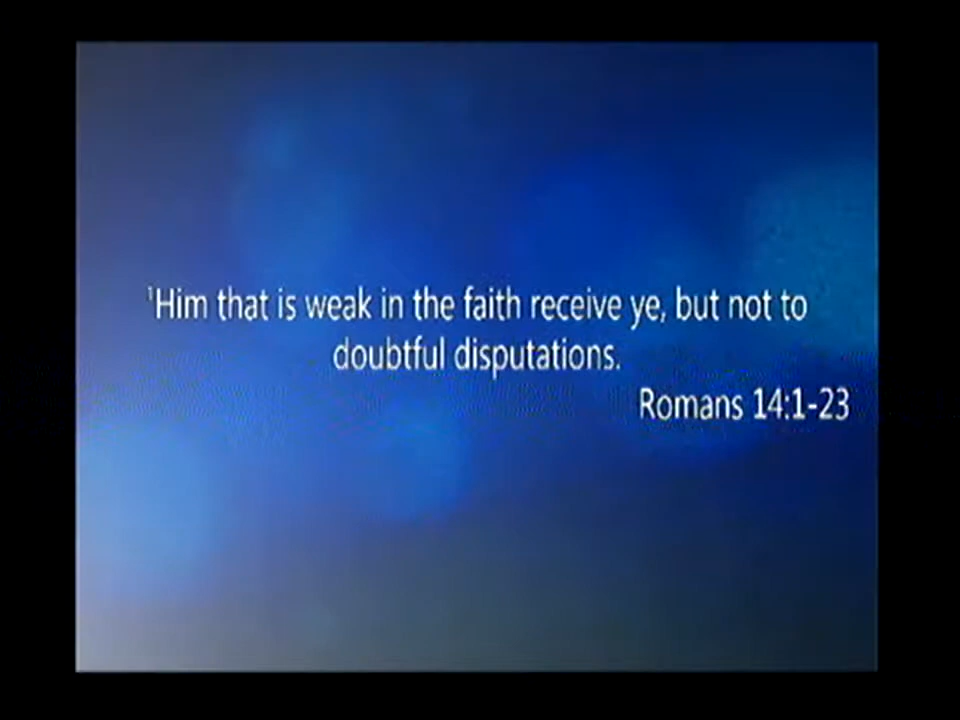 ¹Him that is weak in the faith receive ye, but not to
doubtful disputations.
Romans 14:1-23